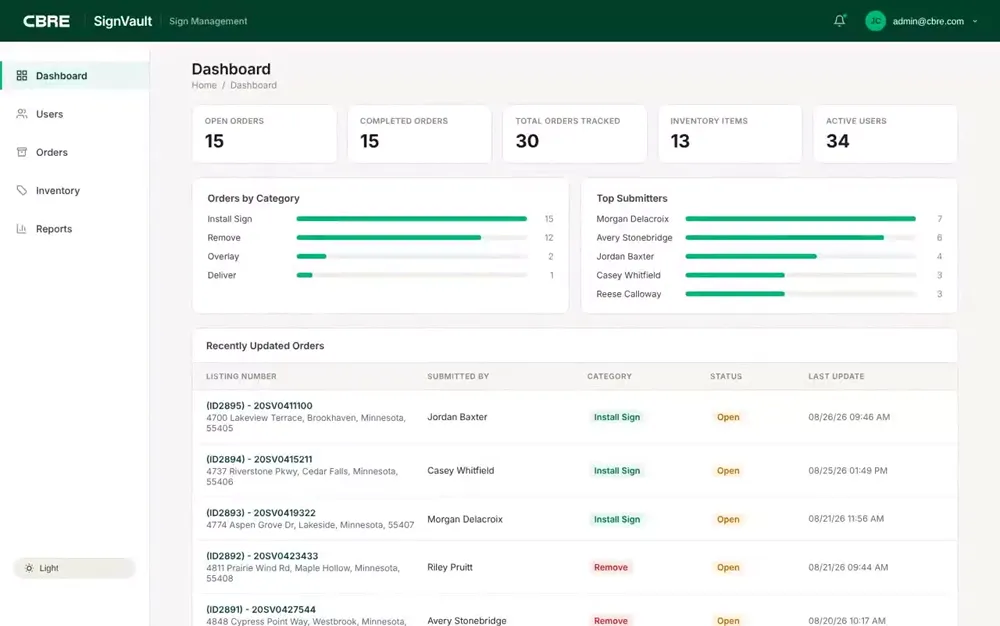 CBRE SignVault Sign Management
JC admin@cbre.com
Dashboard
Users
Orders
Inventory
Reports
Light
Dashboard
Home / Dashboard
OPEN ORDERS
15
COMPLETED ORDERS
15
TOTAL ORDERS TRACKED
30
INVENTORY ITEMS
13
ACTIVE USERS
34
Orders by Category
Install Sign 15
Remove 12
Overlay 2
Deliver 1
Top Submitters
Morgan Delacroix 7
Avery Stonebridge 6
Jordan Baxter 4
Casey Whitfield 3
Reese Calloway 3
Recently Updated Orders
LISTING NUMBER SUBMITTED BY CATEGORY STATUS LAST UPDATE
(ID2895) - 20SV0411100
4700 Lakeview Terrace, Brookhaven, Minnesota,
55405
Jordan Baxter Install Sign Open 08/26/26 09:46 AM
(ID2894) - 20SV0415211
4737 Riverstone Pkwy, Cedar Falls, Minnesota,
55406
Casey Whitfield Install Sign Open 08/25/26 01:49 PM
(ID2893) - 20SV0419322
4774 Aspen Grove Dr, Lakeside, Minnesota, 55407
Morgan Delacroix Install Sign Open 08/21/26 11:56 AM
(ID2892) - 20SV0423433
4811 Prairie Wind Rd, Maple Hollow, Minnesota,
55408
Riley Pruitt Remove Open 08/21/26 09:44 AM
(ID2891) - 20SV0427544
4848 Cypress Point Way, Westbrook, Minnesota,
Avery Stonebridge Remove Open 08/20/26 10:17 AM